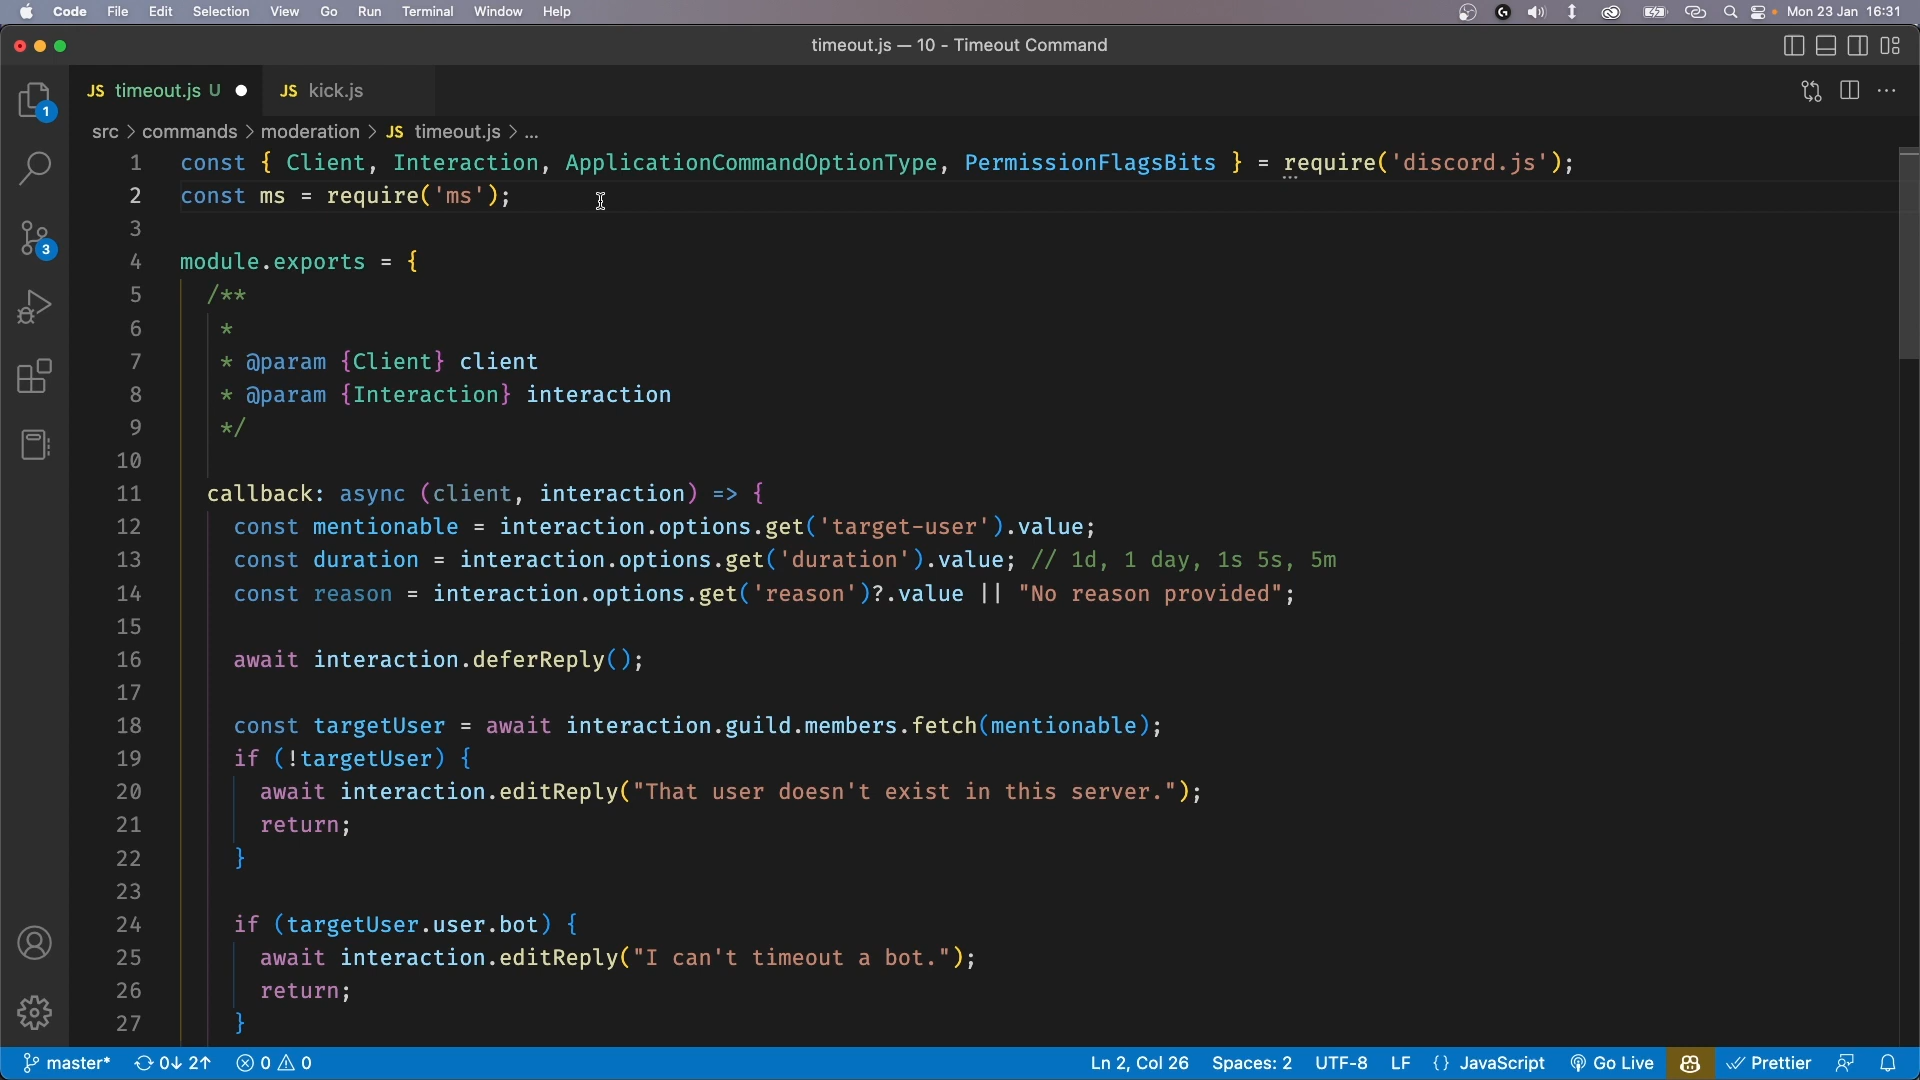 Code File Edit Selection View Go Run Terminal Window Help Mon 23 Jan 16:31
timeout.js — 10 - Timeout Command
JS timeout.js U JS kick.js
src > commands > moderation > JS timeout.js > ...
1 const { Client, Interaction, ApplicationCommandOptionType, PermissionFlagsBits } = require('discord.js');
2 const ms = require('ms');
3
4 module.exports = {
5 /**
6 *
7 * @param {Client} client
8 * @param {Interaction} interaction
9 */
10
11 callback: async (client, interaction) => {
12 const mentionable = interaction.options.get('target-user').value;
13 const duration = interaction.options.get('duration').value; // 1d, 1 day, 1s 5s, 5m
14 const reason = interaction.options.get('reason')?.value || "No reason provided";
15
16 await interaction.deferReply();
17
18 const targetUser = await interaction.guild.members.fetch(mentionable);
19 if (!targetUser) {
20 await interaction.editReply("That user doesn't exist in this server.");
21 return;
22 }
23
24 if (targetUser.user.bot) {
25 await interaction.editReply("I can't timeout a bot.");
26 return;
27 }
1
3
master* 0↓ 2↑ 0 0 Ln 2, Col 26 Spaces: 2 UTF-8 LF {} JavaScript Go Live Prettier